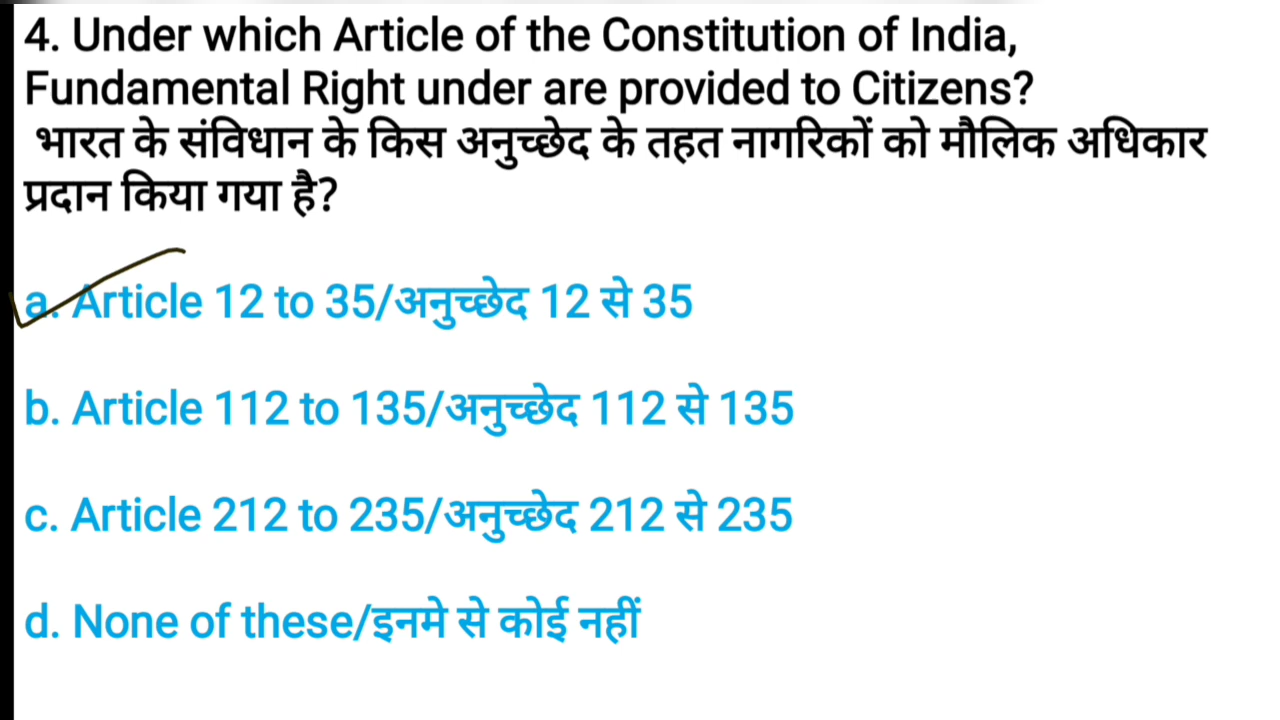 4. Under which Article of the Constitution of India,
Fundamental Right under are provided to Citizens?
भारत के संविधान के किस अनुच्छेद के तहत नागरिकों को मौलिक अधिकार
प्रदान किया गया है?
a. Article 12 to 35/अनुच्छेद 12 से 35
b. Article 112 to 135/अनुच्छेद 112 से 135
c. Article 212 to 235/अनुच्छेद 212 से 235
d. None of these/इनमे से कोई नहीं